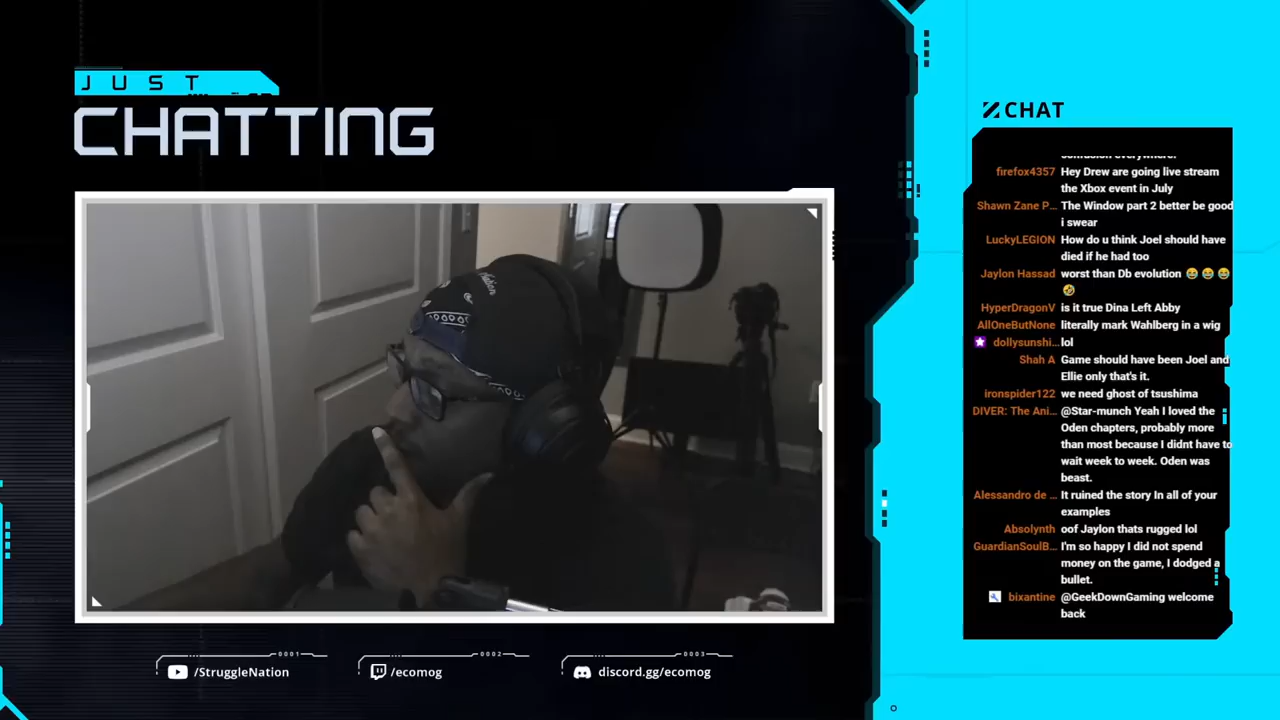 JUST
CHATTING
CHAT
confusion everywhere.
firefox4357 Hey Drew are going live stream
the Xbox event in July
Shawn Zane P... The Window part 2 better be good
i swear
LuckyLEGION How do u think Joel should have
died if he had too
Jaylon Hassad worst than Db evolution 😂 😂 😂
🤣
HyperDragonV is it true Dina Left Abby
AllOneButNone literally mark Wahlberg in a wig
dollysunshi... lol
Shah A Game should have been Joel and
Ellie only that's it.
ironspider122 we need ghost of tsushima
DIVER: The Ani... @Star-munch Yeah I loved the
Oden chapters, probably more
than most because I didnt have to
wait week to week. Oden was
beast.
Alessandro de ... It ruined the story In all of your
examples
Absolynth oof Jaylon thats rugged lol
GuardianSoulB... I'm so happy I did not spend
money on the game, I dodged a
bullet.
bixantine @GeekDownGaming welcome
back
0001 0002 0003
/StruggleNation /ecomog discord.gg/ecomog